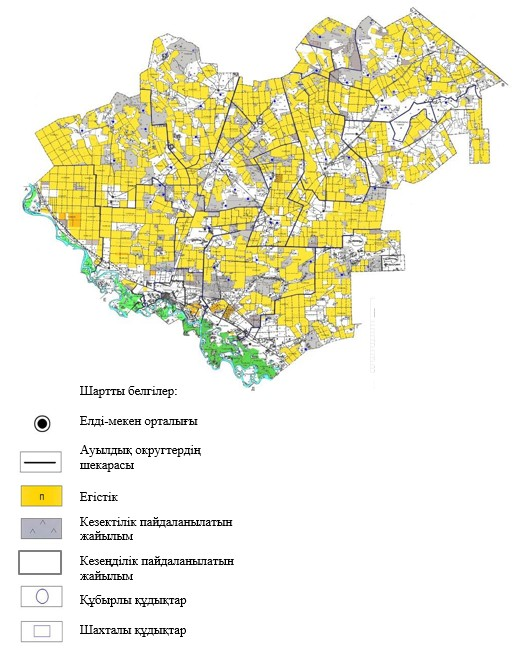 Шартты белгілер:
Елді-мекен орталығы
Ауылдық округтердің
шекарасы
п
Егістік
Кезектілік пайдаланылатын
жайылым
Кезеңділік пайдаланылатын
жайылым
Құбырлы құдықтар
Шахталы құдықтар